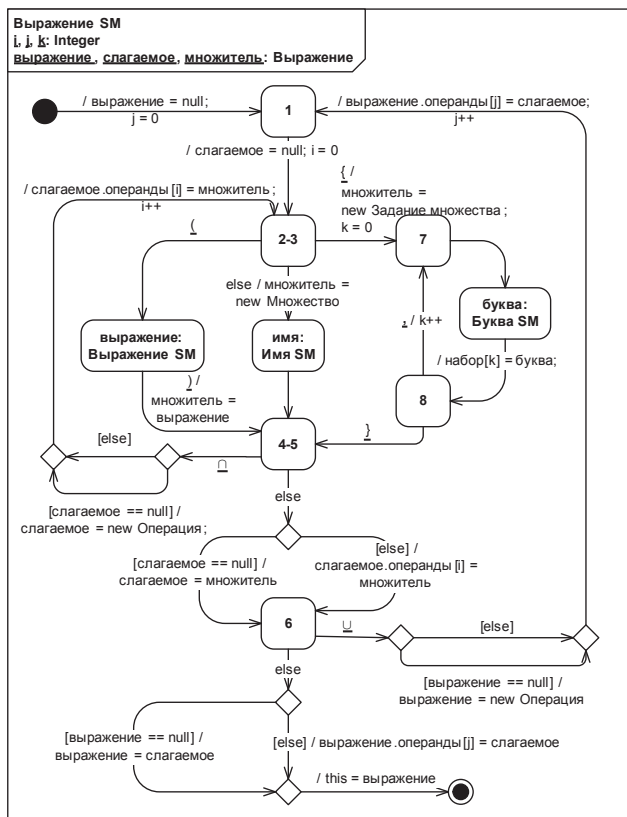 Выражение SM
i, j, k: Integer
выражение, слагаемое, множитель: Выражение
/ выражение = null;
j = 0
1
/ выражение.операнды[j] = слагаемое;
j++
/ слагаемое = null; i = 0
/ слагаемое.операнды[i] = множитель;
i++
{ /
множитель =
new Задание множества;
k = 0
(
2-3
7
else / множитель =
new Множество
, / k++
буква:
Буква SM
выражение:
Выражение SM
имя:
Имя SM
/ набор[k] = буква;
) /
множитель =
выражение
8
[else]
4-5
}
∩
else
[слагаемое == null] /
слагаемое = new Операция;
[слагаемое == null] /
слагаемое = множитель
[else] /
слагаемое.операнды[i] =
множитель
6
∪
[else]
else
[выражение == null] /
выражение = new Операция
[выражение == null] /
выражение = слагаемое
[else] / выражение.операнды[j] = слагаемое
/ this = выражение